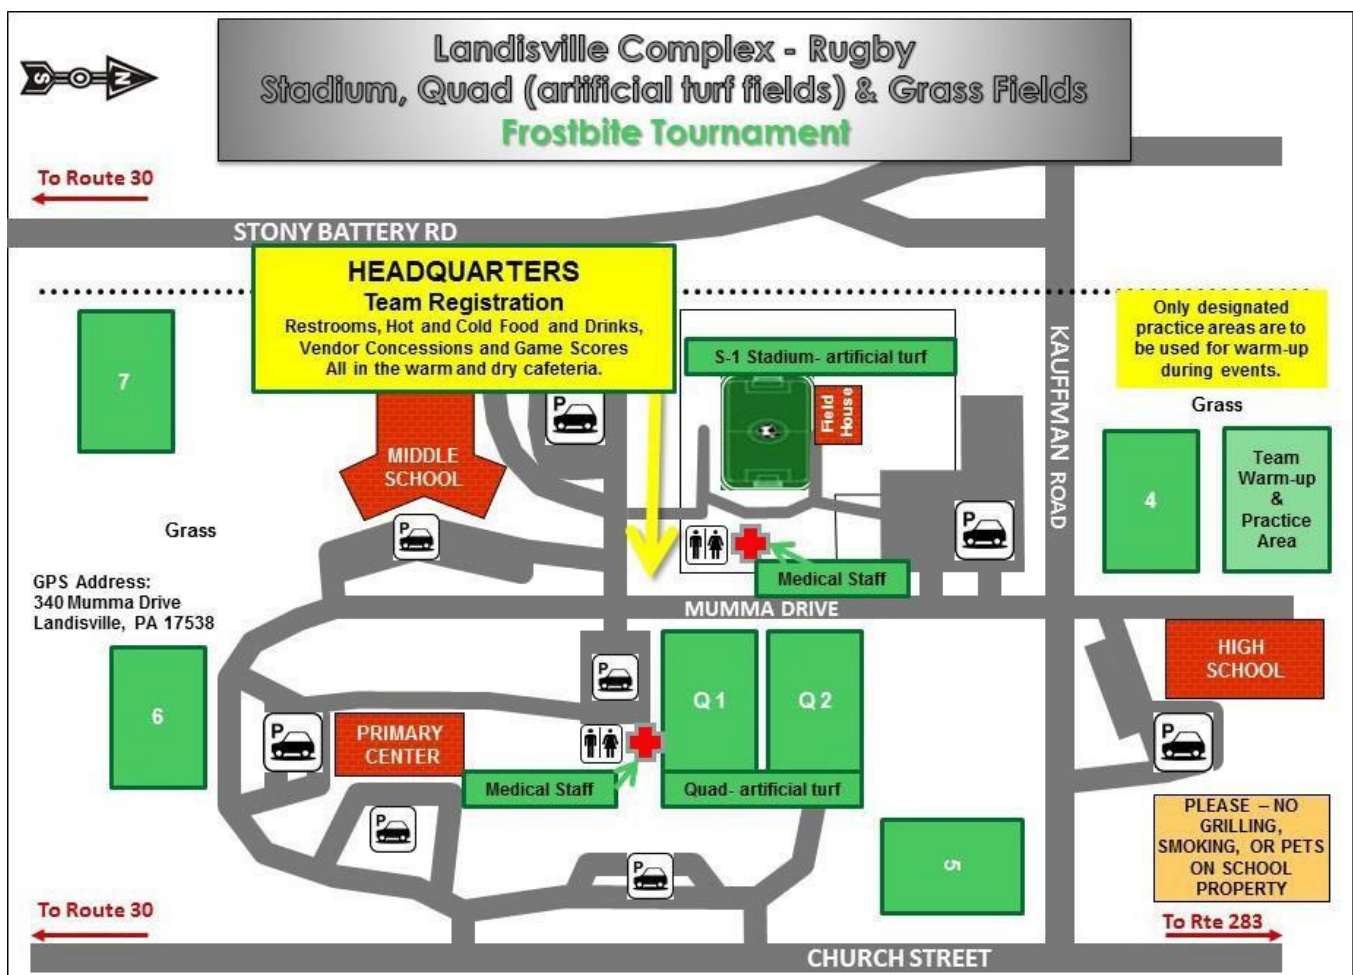 Landisville Complex - Rugby
Stadium, Quad (artificial turf fields) & Grass Fields
Frostbite Tournament
S O N
To Route 30
STONY BATTERY RD
HEADQUARTERS
Team Registration
Restrooms, Hot and Cold Food and Drinks,
Vendor Concessions and Game Scores
All in the warm and dry cafeteria.
7
S-1 Stadium- artificial turf
Field
House
P
KAUFFMAN ROAD
Only designated
practice areas are to
be used for warm-up
during events.
Grass
4
Team
Warm-up
&
Practice
Area
MIDDLE
SCHOOL
P
P
Grass
Medical Staff
GPS Address:
340 Mumma Drive
Landisville, PA 17538
MUMMA DRIVE
6
P
Q 1
Q 2
HIGH
SCHOOL
P
PRIMARY
CENTER
P
Medical Staff
Quad- artificial turf
P
P
5
PLEASE – NO
GRILLING,
SMOKING, OR PETS
ON SCHOOL
PROPERTY
To Route 30
To Rte 283
CHURCH STREET